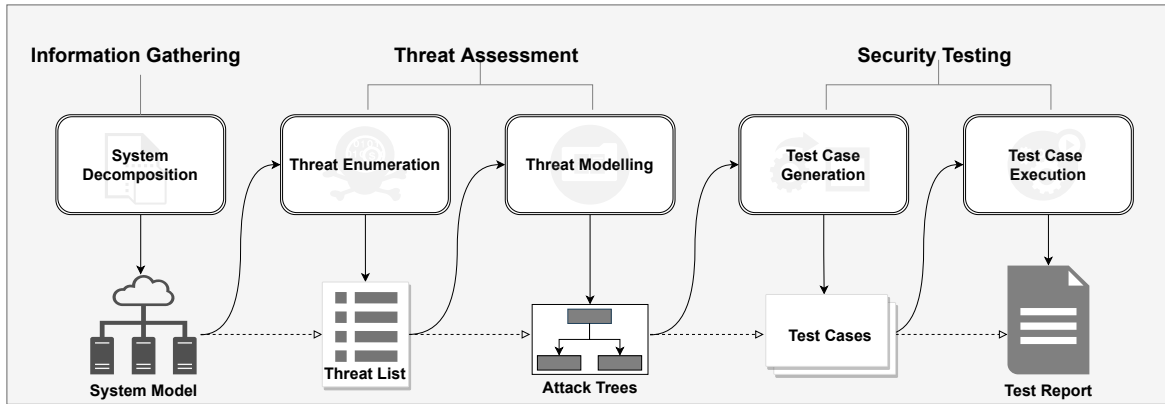 Information Gathering
Threat Assessment
Security Testing
System
Decomposition
Threat Enumeration
Threat Modelling
Test Case
Generation
Test Case
Execution
System Model
Threat List
Attack Trees
Test Cases
Test Report